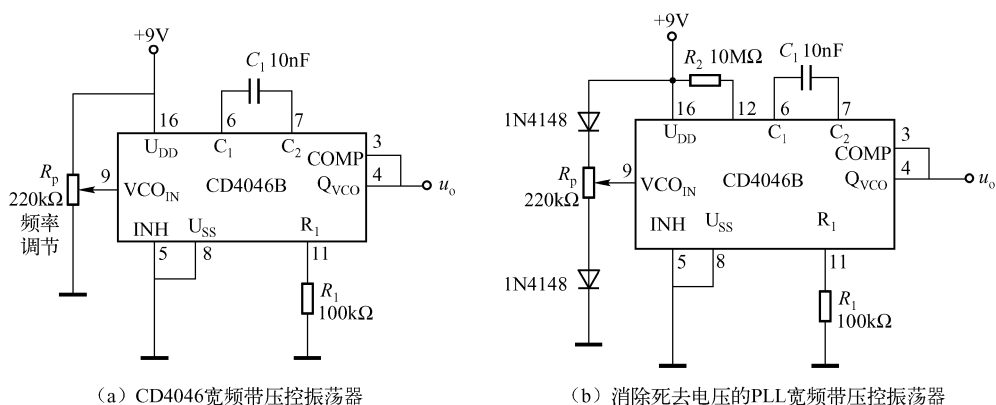 +9V
C1 10nF
16
6
7
3
UDD
C1
C2
COMP
Rp
9
VCOIN
CD4046B
QVCO
4
uo
220kΩ
频率
调节
INH
USS
R1
5
8
11
R1
100kΩ
(a) CD4046宽频带压控振荡器
+9V
R2 10MΩ
C1 10nF
16
12
6
7
1N4148
UDD
C1
C2
3
COMP
Rp
9
VCOIN
CD4046B
QVCO
4
uo
220kΩ
INH
USS
R1
5
8
11
1N4148
R1
100kΩ
(b) 消除死去电压的PLL宽频带压控振荡器